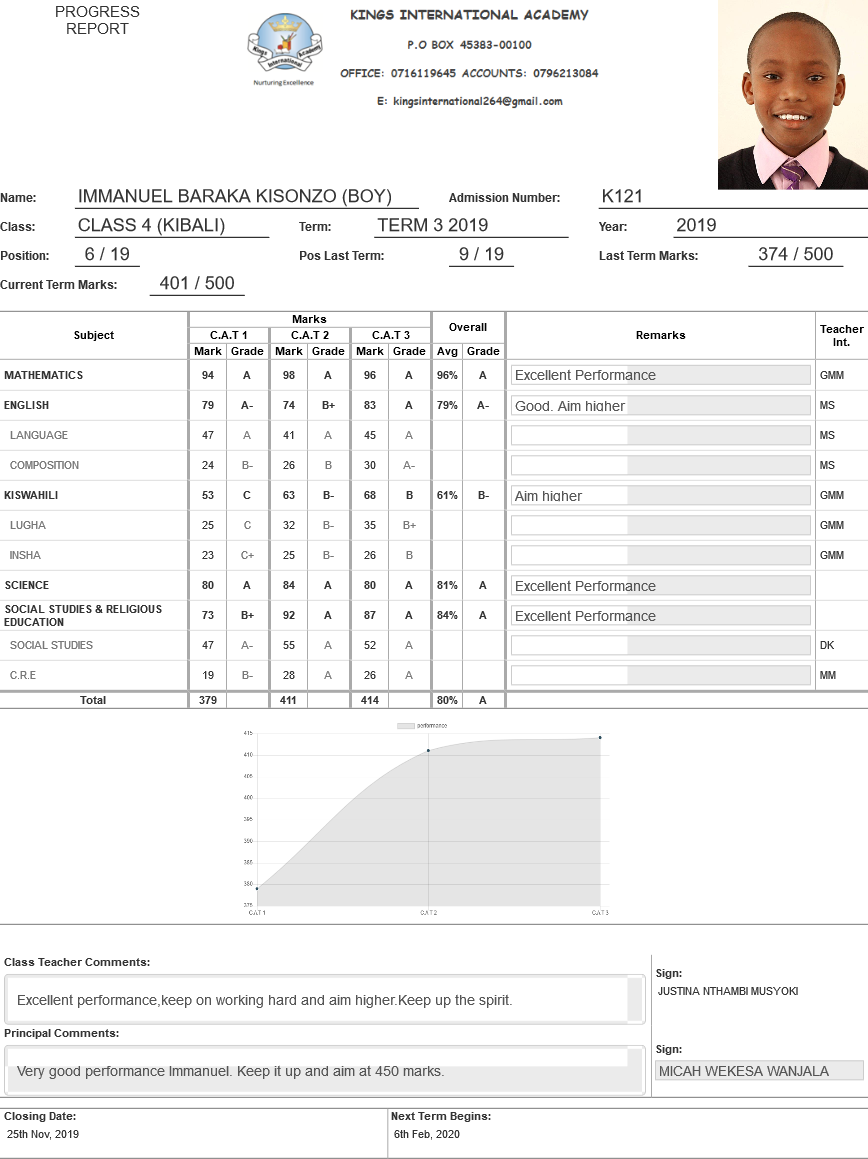 PROGRESS
REPORT
Kings Academy
International
Nurturing Excellence
KINGS INTERNATIONAL ACADEMY
P.O BOX 45383-00100
OFFICE: 0716119645 ACCOUNTS: 0796213084
E: kingsinternational264@gmail.com
Name: IMMANUEL BARAKA KISONZO (BOY) Admission Number: K121
Class: CLASS 4 (KIBALI) Term: TERM 3 2019 Year: 2019
Position: 6 / 19 Pos Last Term: 9 / 19 Last Term Marks: 374 / 500
Current Term Marks: 401 / 500
Subject Marks Overall Remarks Teacher Int.
C.A.T 1 C.A.T 2 C.A.T 3
Mark Grade Mark Grade Mark Grade Avg Grade
MATHEMATICS 94 A 98 A 96 A 96% A Excellent Performance GMM
ENGLISH 79 A- 74 B+ 83 A 79% A- Good. Aim higher MS
LANGUAGE 47 A 41 A 45 A MS
COMPOSITION 24 B- 26 B 30 A- MS
KISWAHILI 53 C 63 B- 68 B 61% B- Aim higher GMM
LUGHA 25 C 32 B- 35 B+ GMM
INSHA 23 C+ 25 B- 26 B GMM
SCIENCE 80 A 84 A 80 A 81% A Excellent Performance
SOCIAL STUDIES & RELIGIOUS
EDUCATION 73 B+ 92 A 87 A 84% A Excellent Performance
SOCIAL STUDIES 47 A- 55 A 52 A DK
C.R.E 19 B- 28 A 26 A MM
Total 379 411 414 80% A
performance
415
410
405
400
395
390
385
380
375
CAT1 CAT2 CAT3
Class Teacher Comments:
Excellent performance,keep on working hard and aim higher.Keep up the spirit.
Sign:
JUSTINA NTHAMBI MUSYOKI
Principal Comments:
Very good performance Immanuel. Keep it up and aim at 450 marks.
Sign:
MICAH WEKESA WANJALA
Closing Date: Next Term Begins:
25th Nov, 2019 6th Feb, 2020